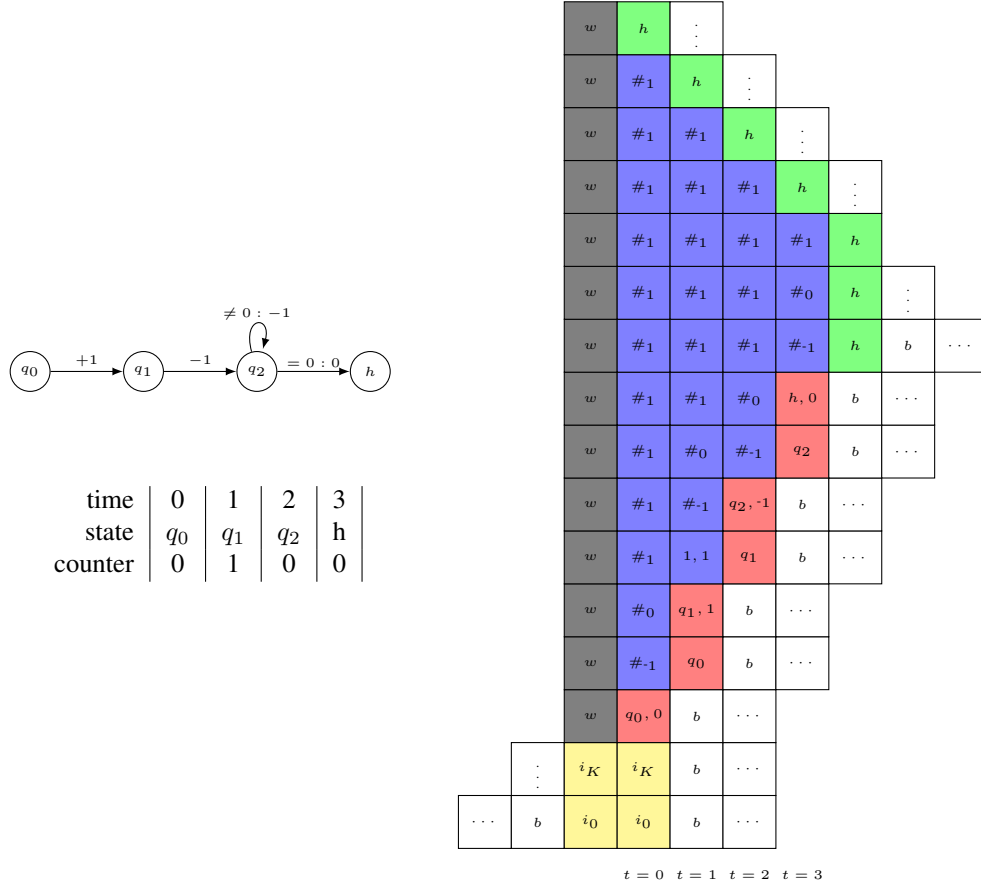 ≠ 0 : −1
q0 +1 q1 −1 q2 = 0 : 0 h
time 0 1 2 3
state q0 q1 q2 h
counter 0 1 0 0
w h ⋮
w #1 h ⋮
w #1 #1 h ⋮
w #1 #1 #1 h ⋮
w #1 #1 #1 #1 h
w #1 #1 #1 #0 h ⋮
w #1 #1 #1 #-1 h b ···
w #1 #1 #0 h, 0 b ···
w #1 #0 #-1 q2 b ···
w #1 #-1 q2, -1 b ···
w #1 1, 1 q1 b ···
w #0 q1, 1 b ···
w #-1 q0 b ···
w q0, 0 b ···
⋮ iK iK b ···
··· b i0 i0 b ···
t = 0 t = 1 t = 2 t = 3